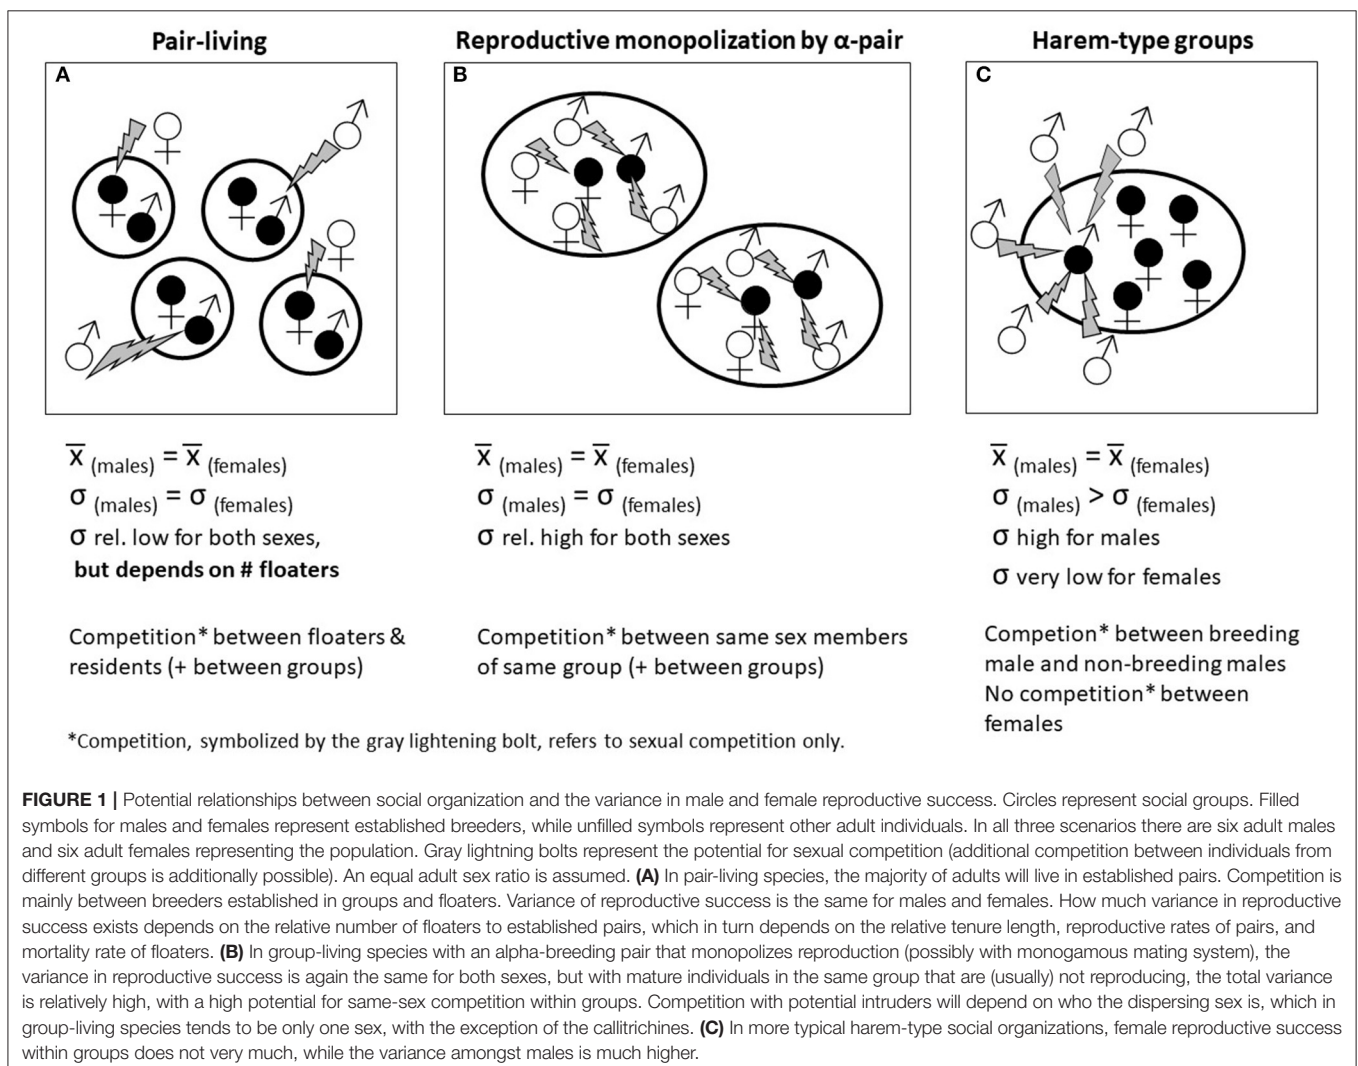 Pair-living
Reproductive monopolization by α-pair
Harem-type groups
A
B
C
x̅ (males) = x̅ (females)
σ (males) = σ (females)
σ rel. low for both sexes,
but depends on # floaters
Competition* between floaters &
residents (+ between groups)
x̅ (males) = x̅ (females)
σ (males) = σ (females)
σ rel. high for both sexes
Competition* between same sex members
of same group (+ between groups)
x̅ (males) = x̅ (females)
σ (males) > σ (females)
σ high for males
σ very low for females
Competion* between breeding
male and non-breeding males
No competition* between
females
*Competition, symbolized by the gray lightening bolt, refers to sexual competition only.
FIGURE 1 | Potential relationships between social organization and the variance in male and female reproductive success. Circles represent social groups. Filled
symbols for males and females represent established breeders, while unfilled symbols represent other adult individuals. In all three scenarios there are six adult males
and six adult females representing the population. Gray lightning bolts represent the potential for sexual competition (additional competition between individuals from
different groups is additionally possible). An equal adult sex ratio is assumed. (A) In pair-living species, the majority of adults will live in established pairs. Competition is
mainly between breeders established in groups and floaters. Variance of reproductive success is the same for males and females. How much variance in reproductive
success exists depends on the relative number of floaters to established pairs, which in turn depends on the relative tenure length, reproductive rates of pairs, and
mortality rate of floaters. (B) In group-living species with an alpha-breeding pair that monopolizes reproduction (possibly with monogamous mating system), the
variance in reproductive success is again the same for both sexes, but with mature individuals in the same group that are (usually) not reproducing, the total variance
is relatively high, with a high potential for same-sex competition within groups. Competition with potential intruders will depend on who the dispersing sex is, which in
group-living species tends to be only one sex, with the exception of the callitrichines. (C) In more typical harem-type social organizations, female reproductive success
within groups does not very much, while the variance amongst males is much higher.